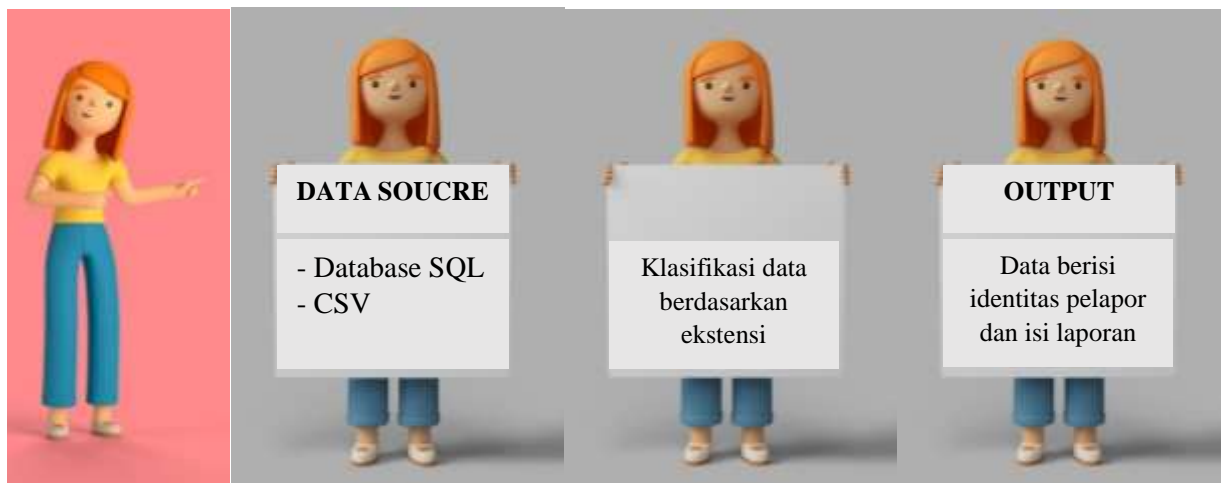 DATA SOUCRE
- Database SQL
- CSV
Klasifikasi data
berdasarkan
ekstensi
OUTPUT
Data berisi
identitas pelapor
dan isi laporan